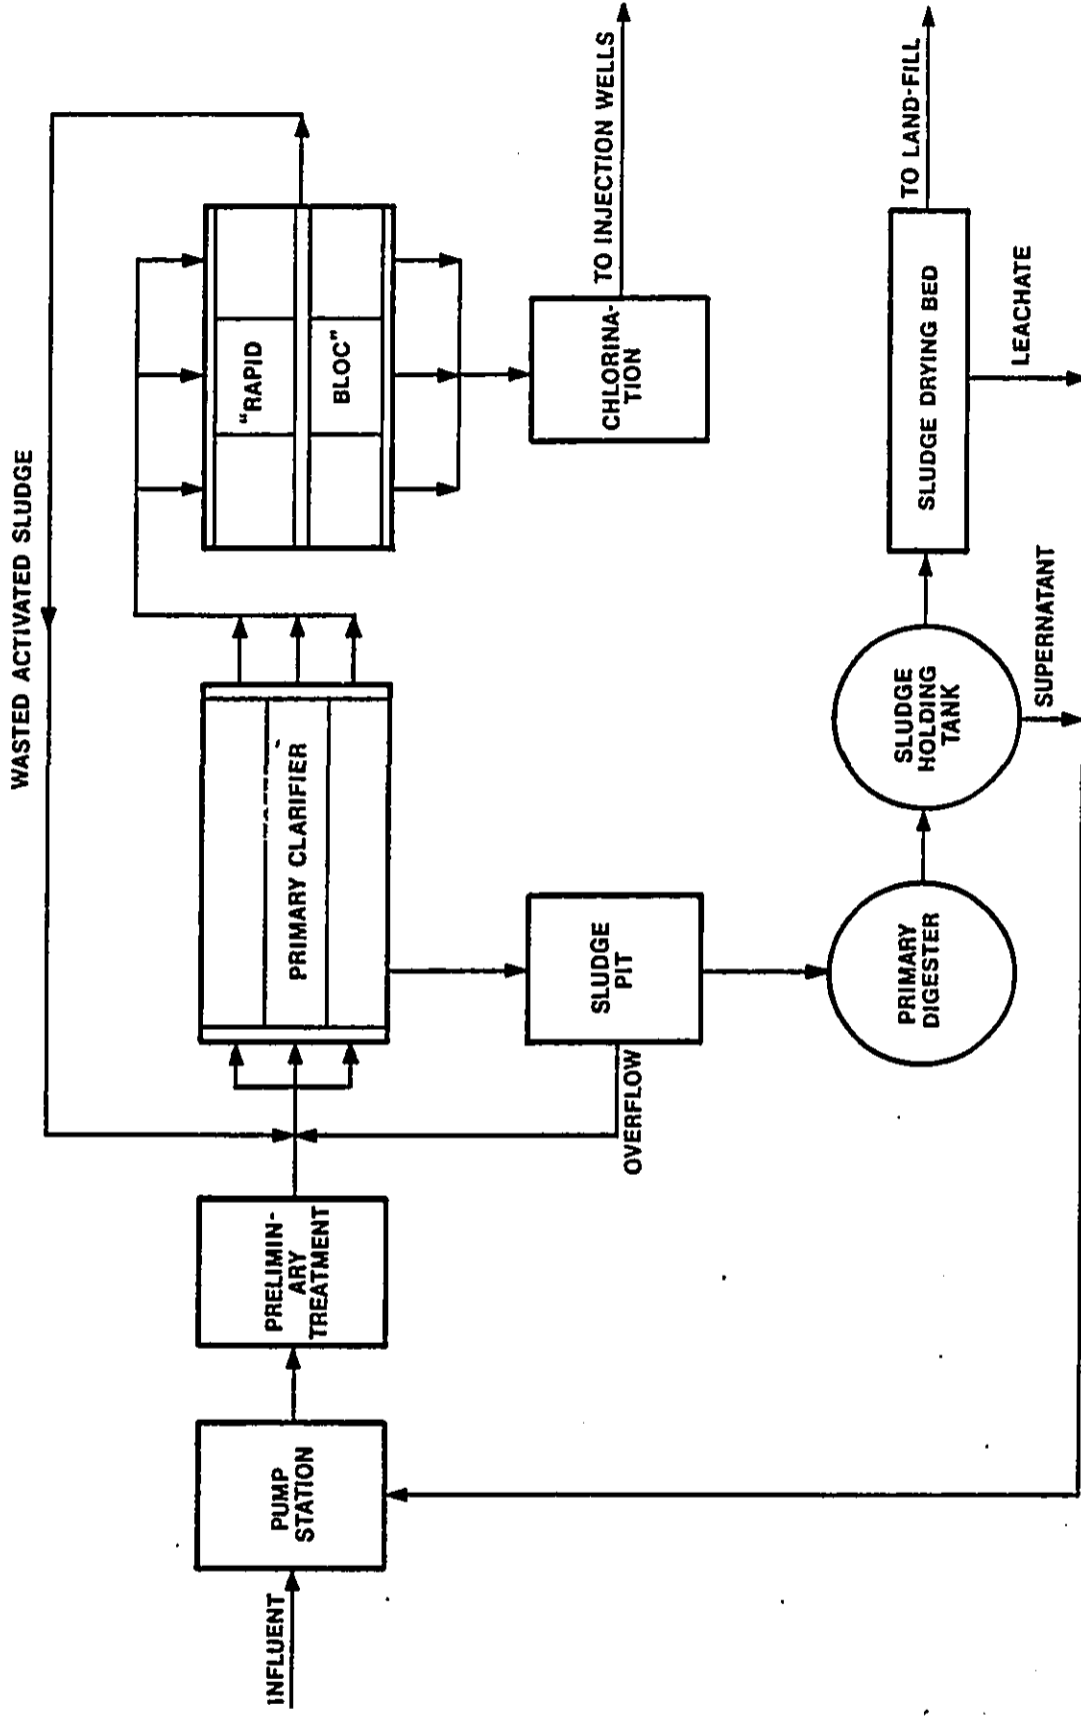 WASTED ACTIVATED SLUDGE
INFLUENT
PUMP
STATION
PRELIMIN-
ARY
TREATMENT
PRIMARY CLARIFIER
"RAPID
BLOC"
OVERFLOW
SLUDGE
PIT
CHLORINA-
TION
TO INJECTION WELLS
PRIMARY
DIGESTER
SLUDGE
HOLDING
TANK
SLUDGE DRYING BED
TO LAND-FILL
SUPERNATANT
LEACHATE